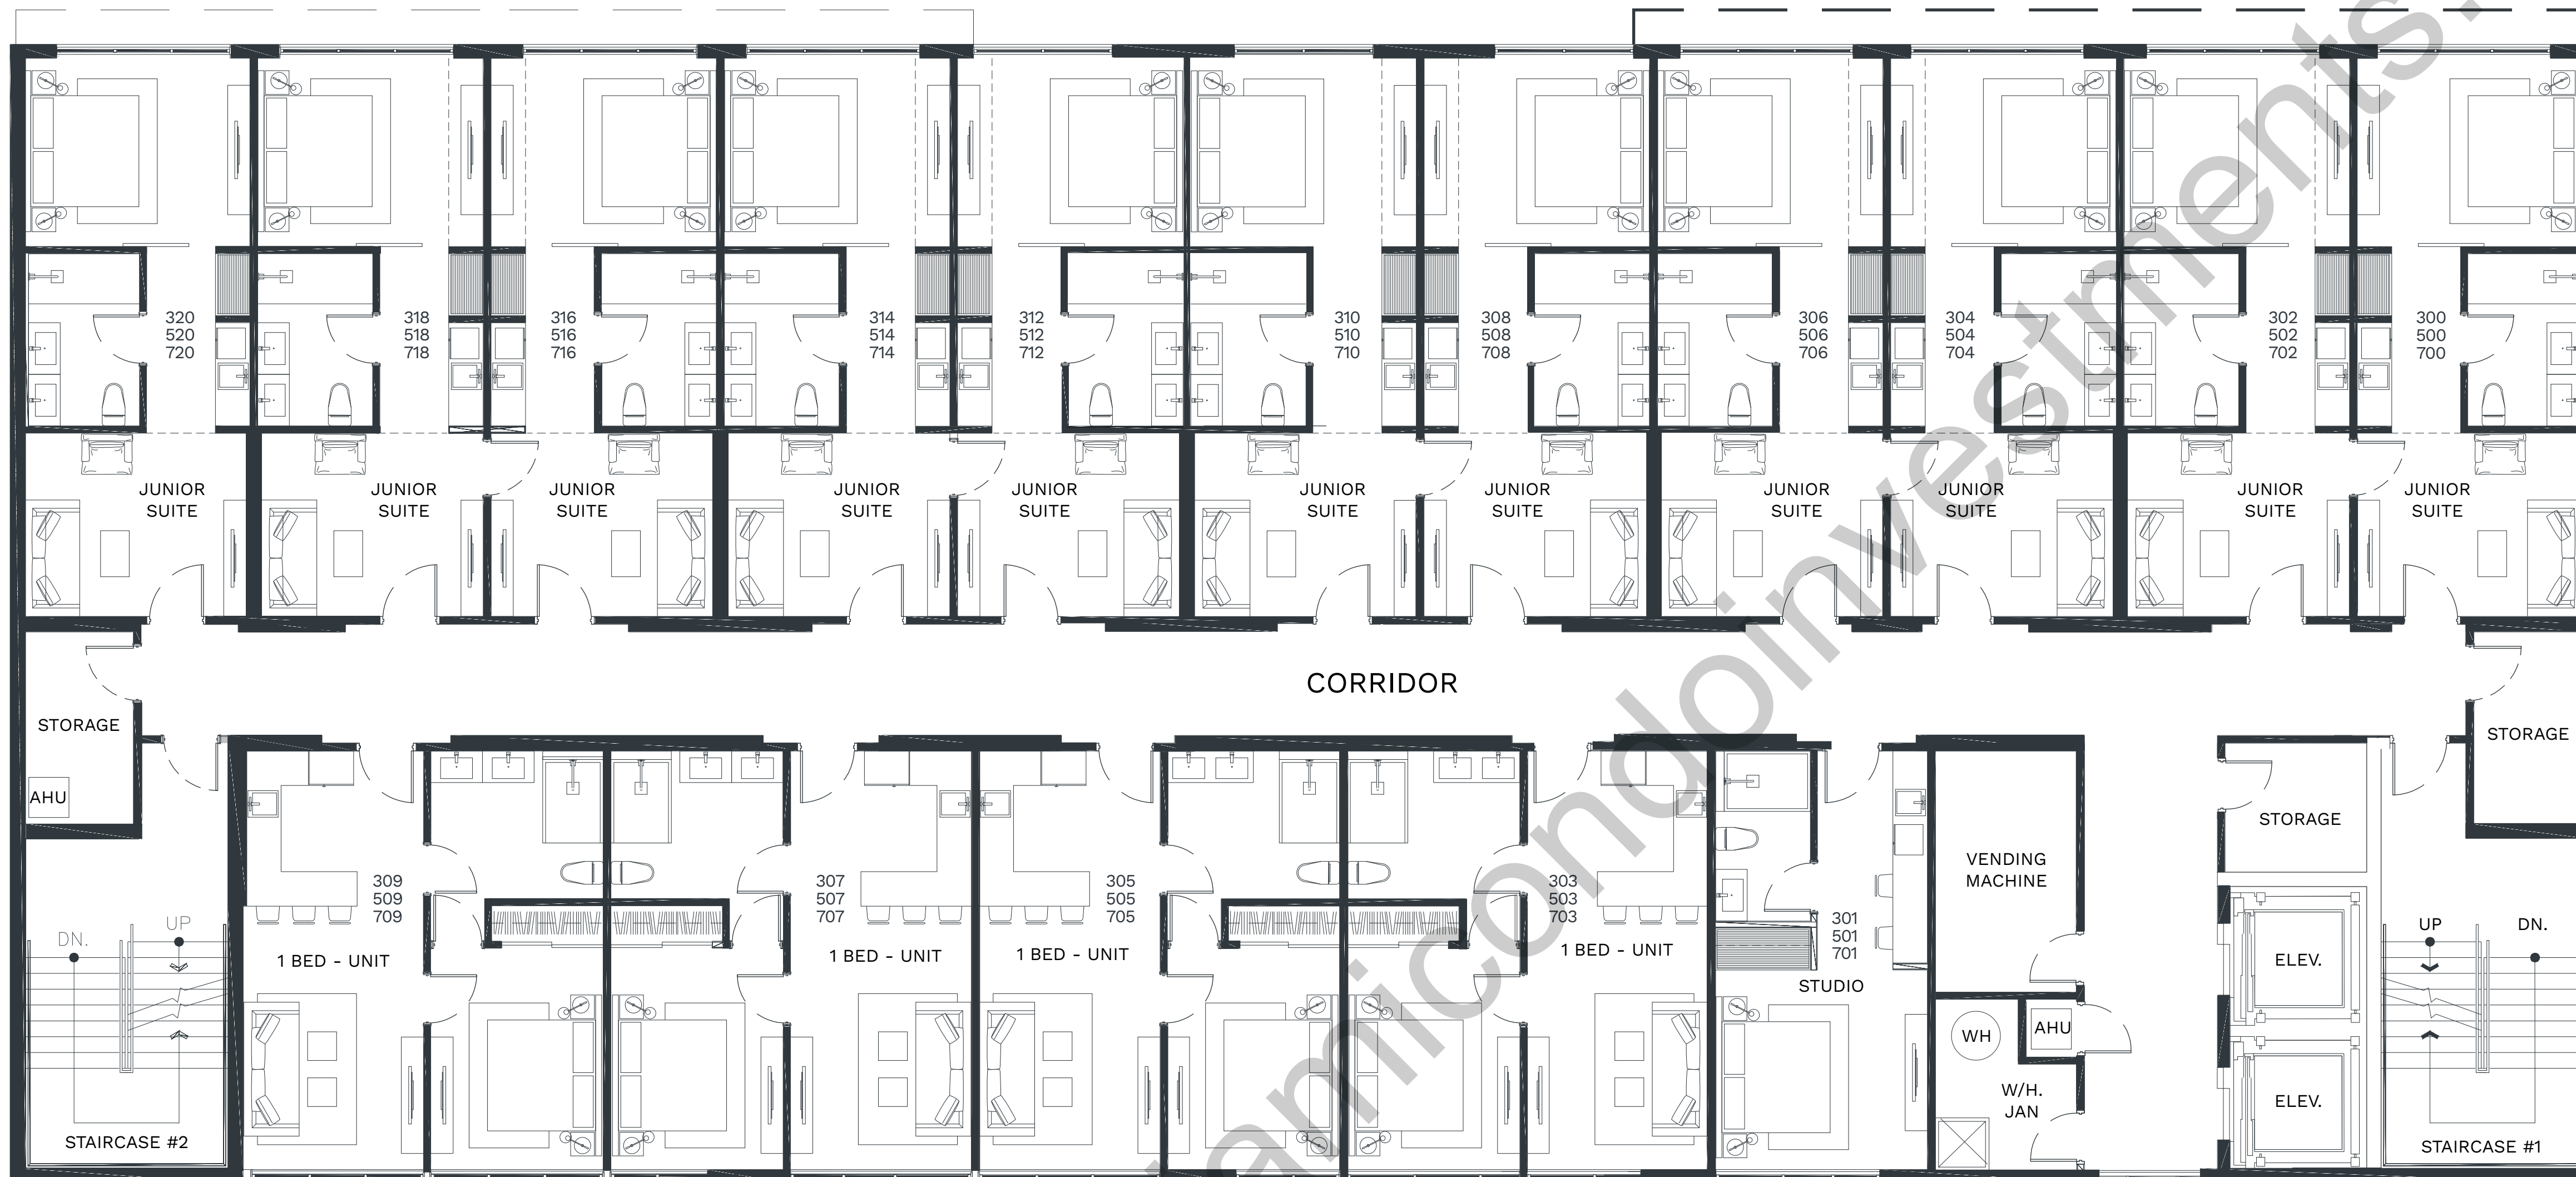 320
520
720
318
518
718
316
516
716
314
514
714
312
512
712
310
510
710
308
508
708
306
506
706
304
504
704
302
502
702
300
500
700
JUNIOR
SUITE
JUNIOR
SUITE
JUNIOR
SUITE
JUNIOR
SUITE
JUNIOR
SUITE
JUNIOR
SUITE
JUNIOR
SUITE
JUNIOR
SUITE
JUNIOR
SUITE
JUNIOR
SUITE
JUNIOR
SUITE
CORRIDOR
STORAGE
AHU
DN.
UP
STAIRCASE #2
309
509
709
1 BED - UNIT
307
507
707
1 BED - UNIT
305
505
705
1 BED - UNIT
303
503
703
1 BED - UNIT
301
501
701
STUDIO
VENDING
MACHINE
WH
AHU
W/H.
JAN
STORAGE
ELEV.
ELEV.
STORAGE
UP
DN.
STAIRCASE #1
amicondoinvestments.